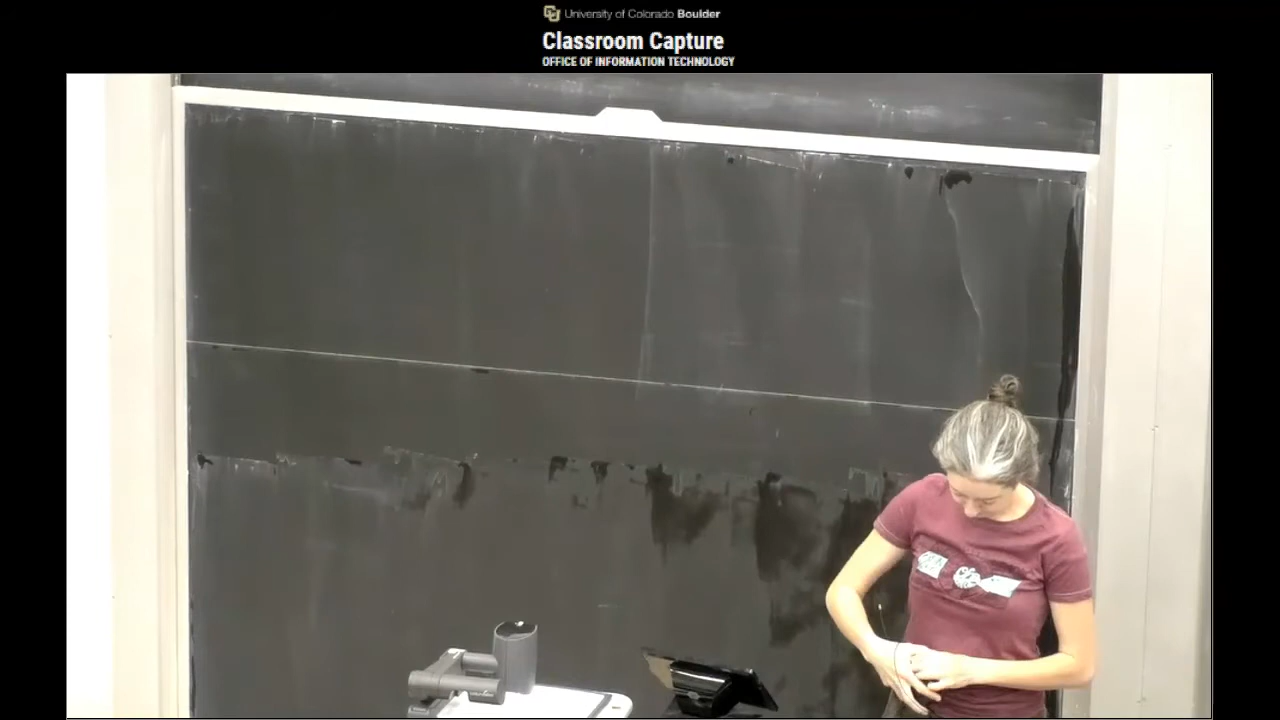 University of Colorado Boulder
Classroom Capture
OFFICE OF INFORMATION TECHNOLOGY